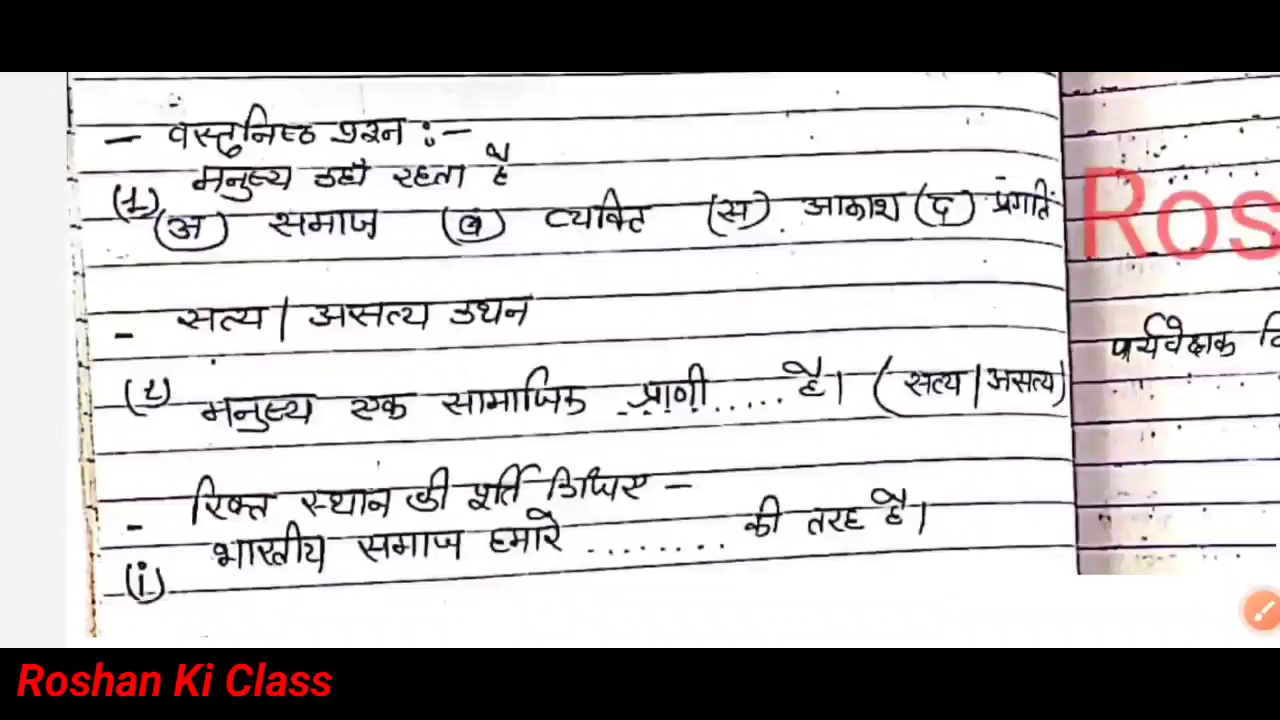 - वस्तुनिष्ठ प्रश्न :-
(1) मनुष्य कहाँ रहता है
(अ) समाज (ब) व्यक्ति (स) आकाश (द) प्रगति
Ros
- सत्य / असत्य कथन
पर्यवेक्षक
(1) मनुष्य एक सामाजिक प्राणी ..... है। (सत्य / असत्य)
- रिक्त स्थान की पूर्ति किजिए -
(i) भारतीय समाज हमारे ........ की तरह है।
Roshan Ki Class